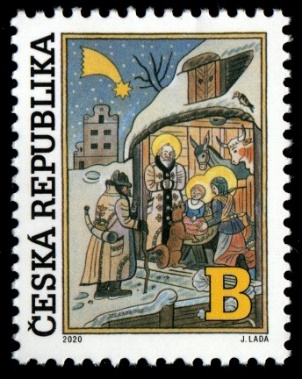 ČESKÁ REPUBLIKA
B
2020
J. LADA